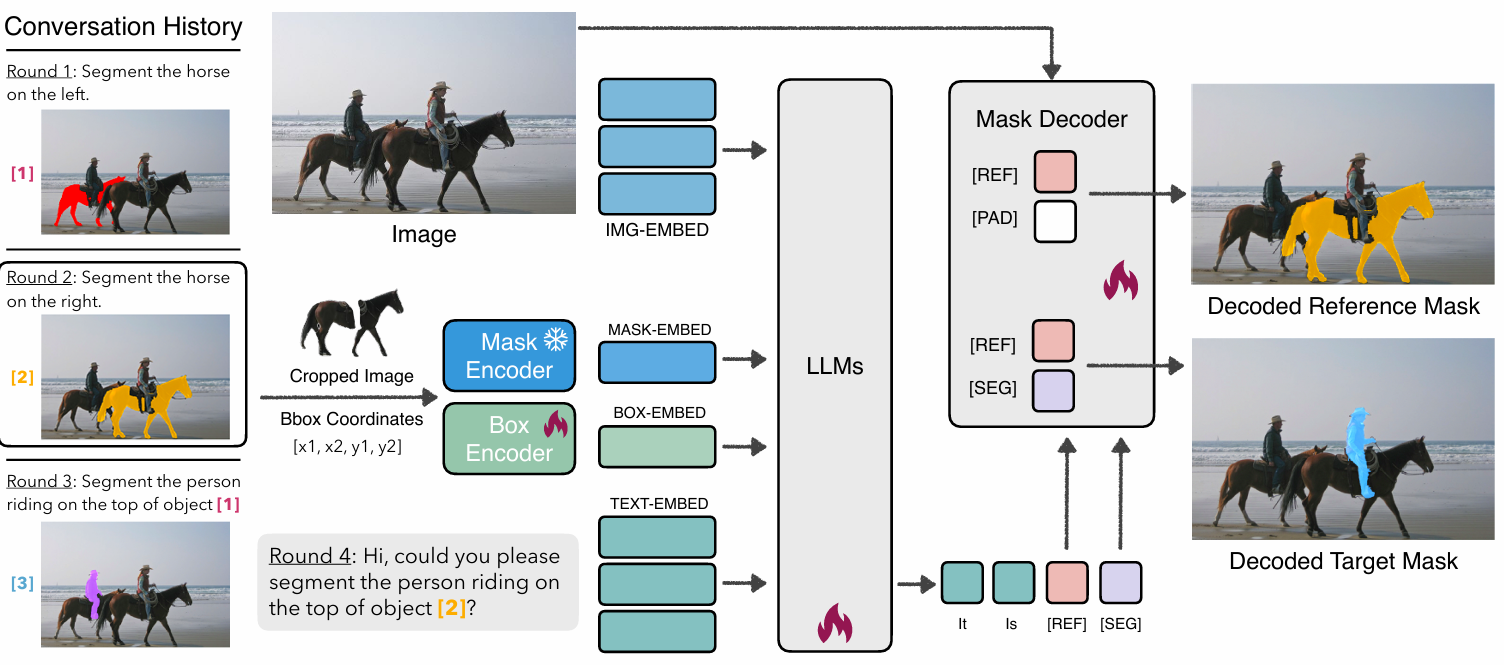 Conversation History
Round 1: Segment the horse
on the left.
[1]
Round 2: Segment the horse
on the right.
[2]
Round 3: Segment the person
riding on the top of object [1]
[3]
Image
Cropped Image
Bbox Coordinates
[x1, x2, y1, y2]
Mask
Encoder
Box
Encoder
Round 4: Hi, could you please
segment the person riding on
the top of object [2]?
IMG-EMBED
MASK-EMBED
BOX-EMBED
TEXT-EMBED
LLMs
It
Is
[REF]
[SEG]
Mask Decoder
[REF]
[PAD]
[REF]
[SEG]
Decoded Reference Mask
Decoded Target Mask